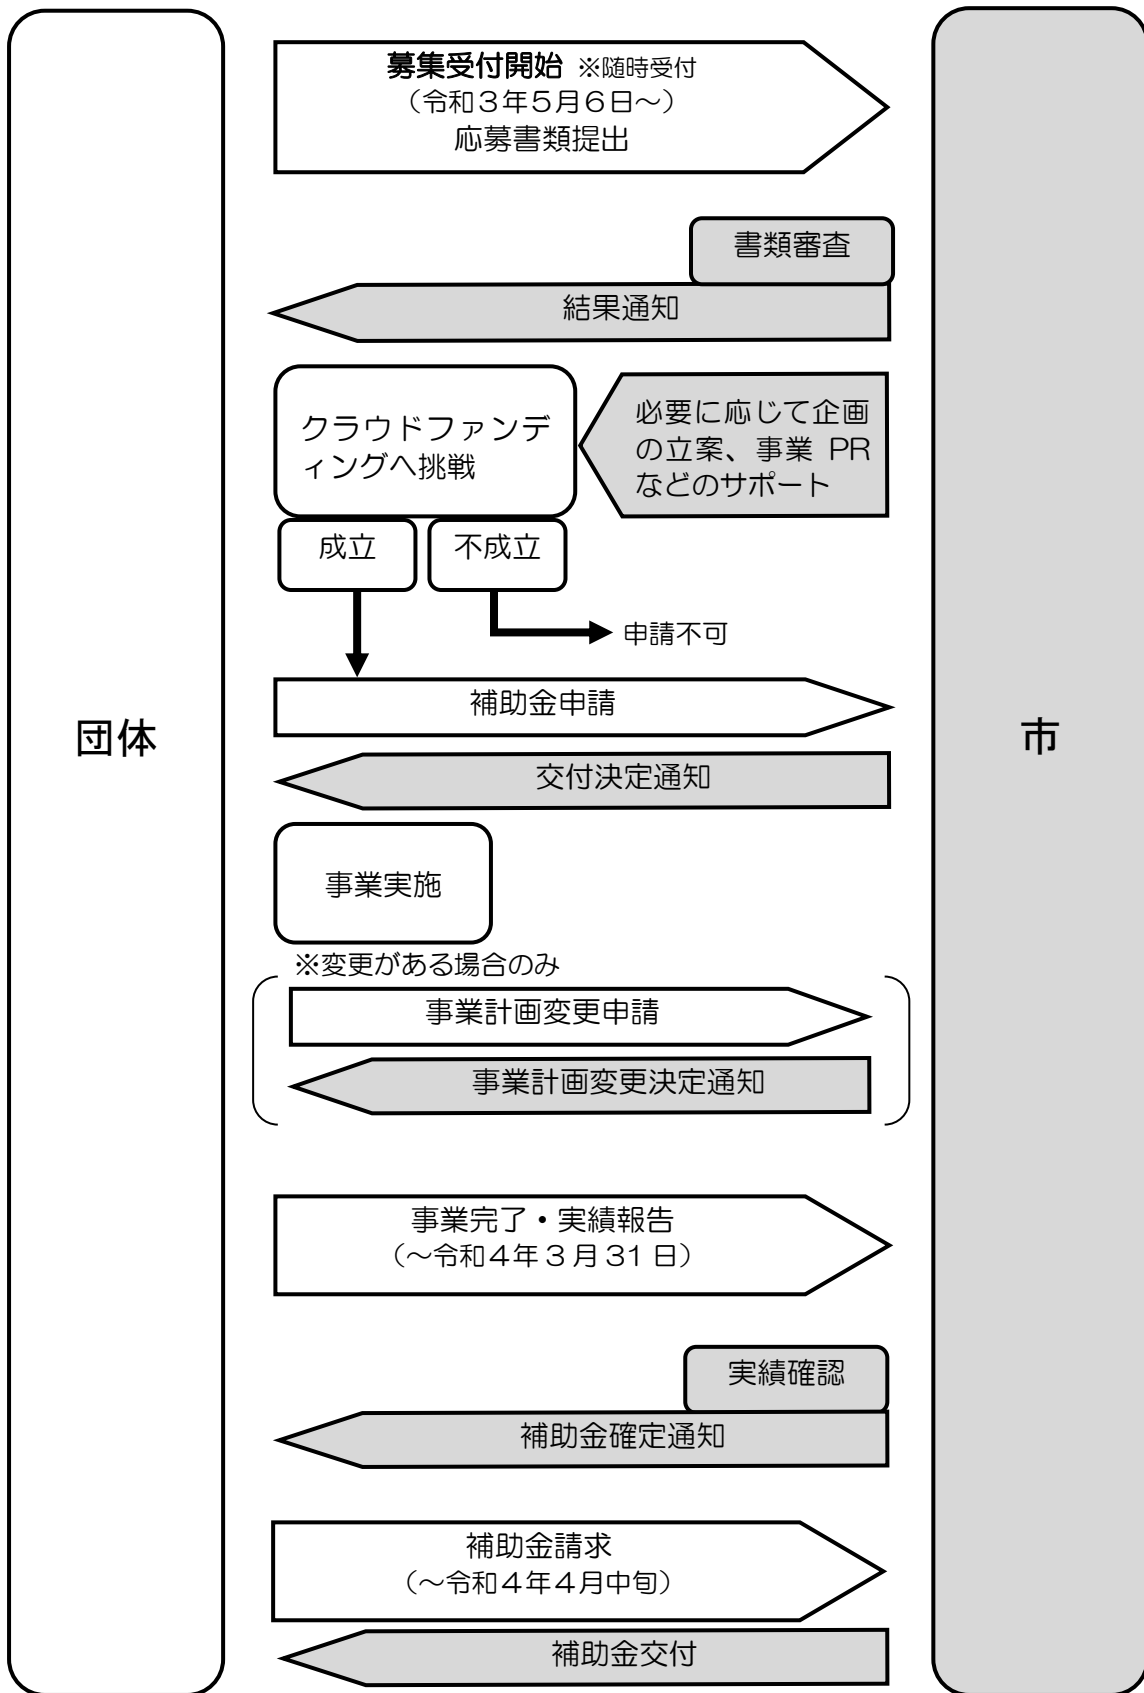 募集受付開始 ※随時受付
（令和３年５月６日～）
応募書類提出
書類審査
結果通知
クラウドファンデ
ィングへ挑戦
必要に応じて企画
の立案、事業 PR
などのサポート
成立
不成立
申請不可
補助金申請
団体
市
交付決定通知
事業実施
※変更がある場合のみ
事業計画変更申請
事業計画変更決定通知
事業完了・実績報告
（～令和４年３月31日）
実績確認
補助金確定通知
補助金請求
（～令和４年４月中旬）
補助金交付